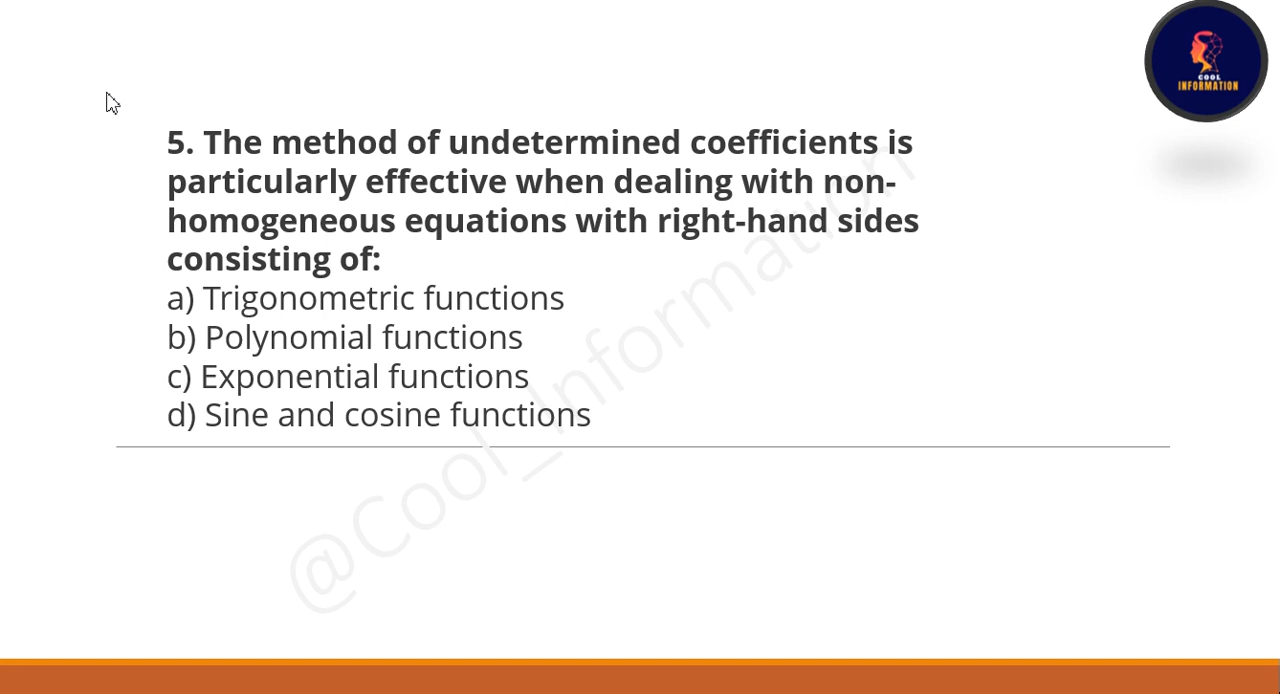 COOL
INFORMATION
5. The method of undetermined coefficients is
particularly effective when dealing with non-
homogeneous equations with right-hand sides
consisting of:
a) Trigonometric functions
b) Polynomial functions
c) Exponential functions
d) Sine and cosine functions
@Cool_Information